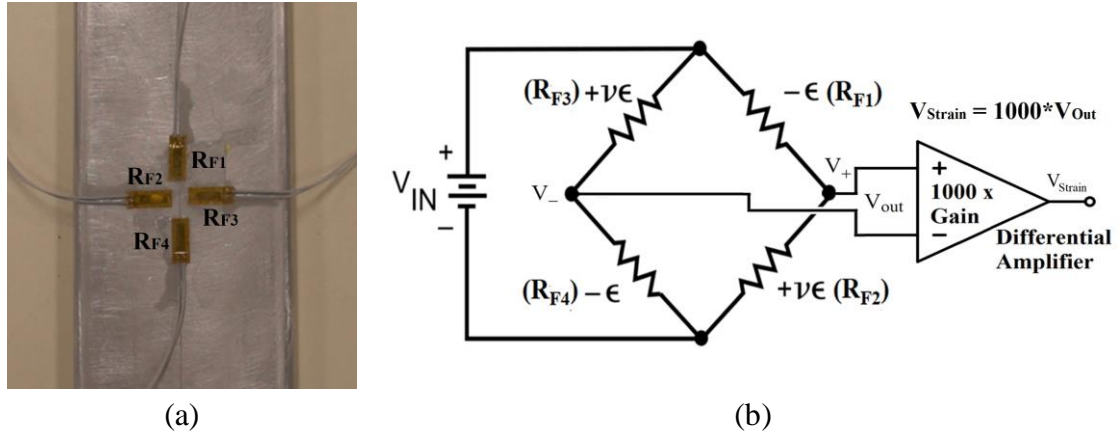 RF1
RF2
RF3
RF4
(a)
(RF3)+νϵ
−ϵ (RF1)
VStrain = 1000*VOut
+
VIN
−
V−
V+
Vout
+
1000 x
Gain
−
VStrain
Differential
Amplifier
(RF4)−ϵ
+νϵ (RF2)
(b)